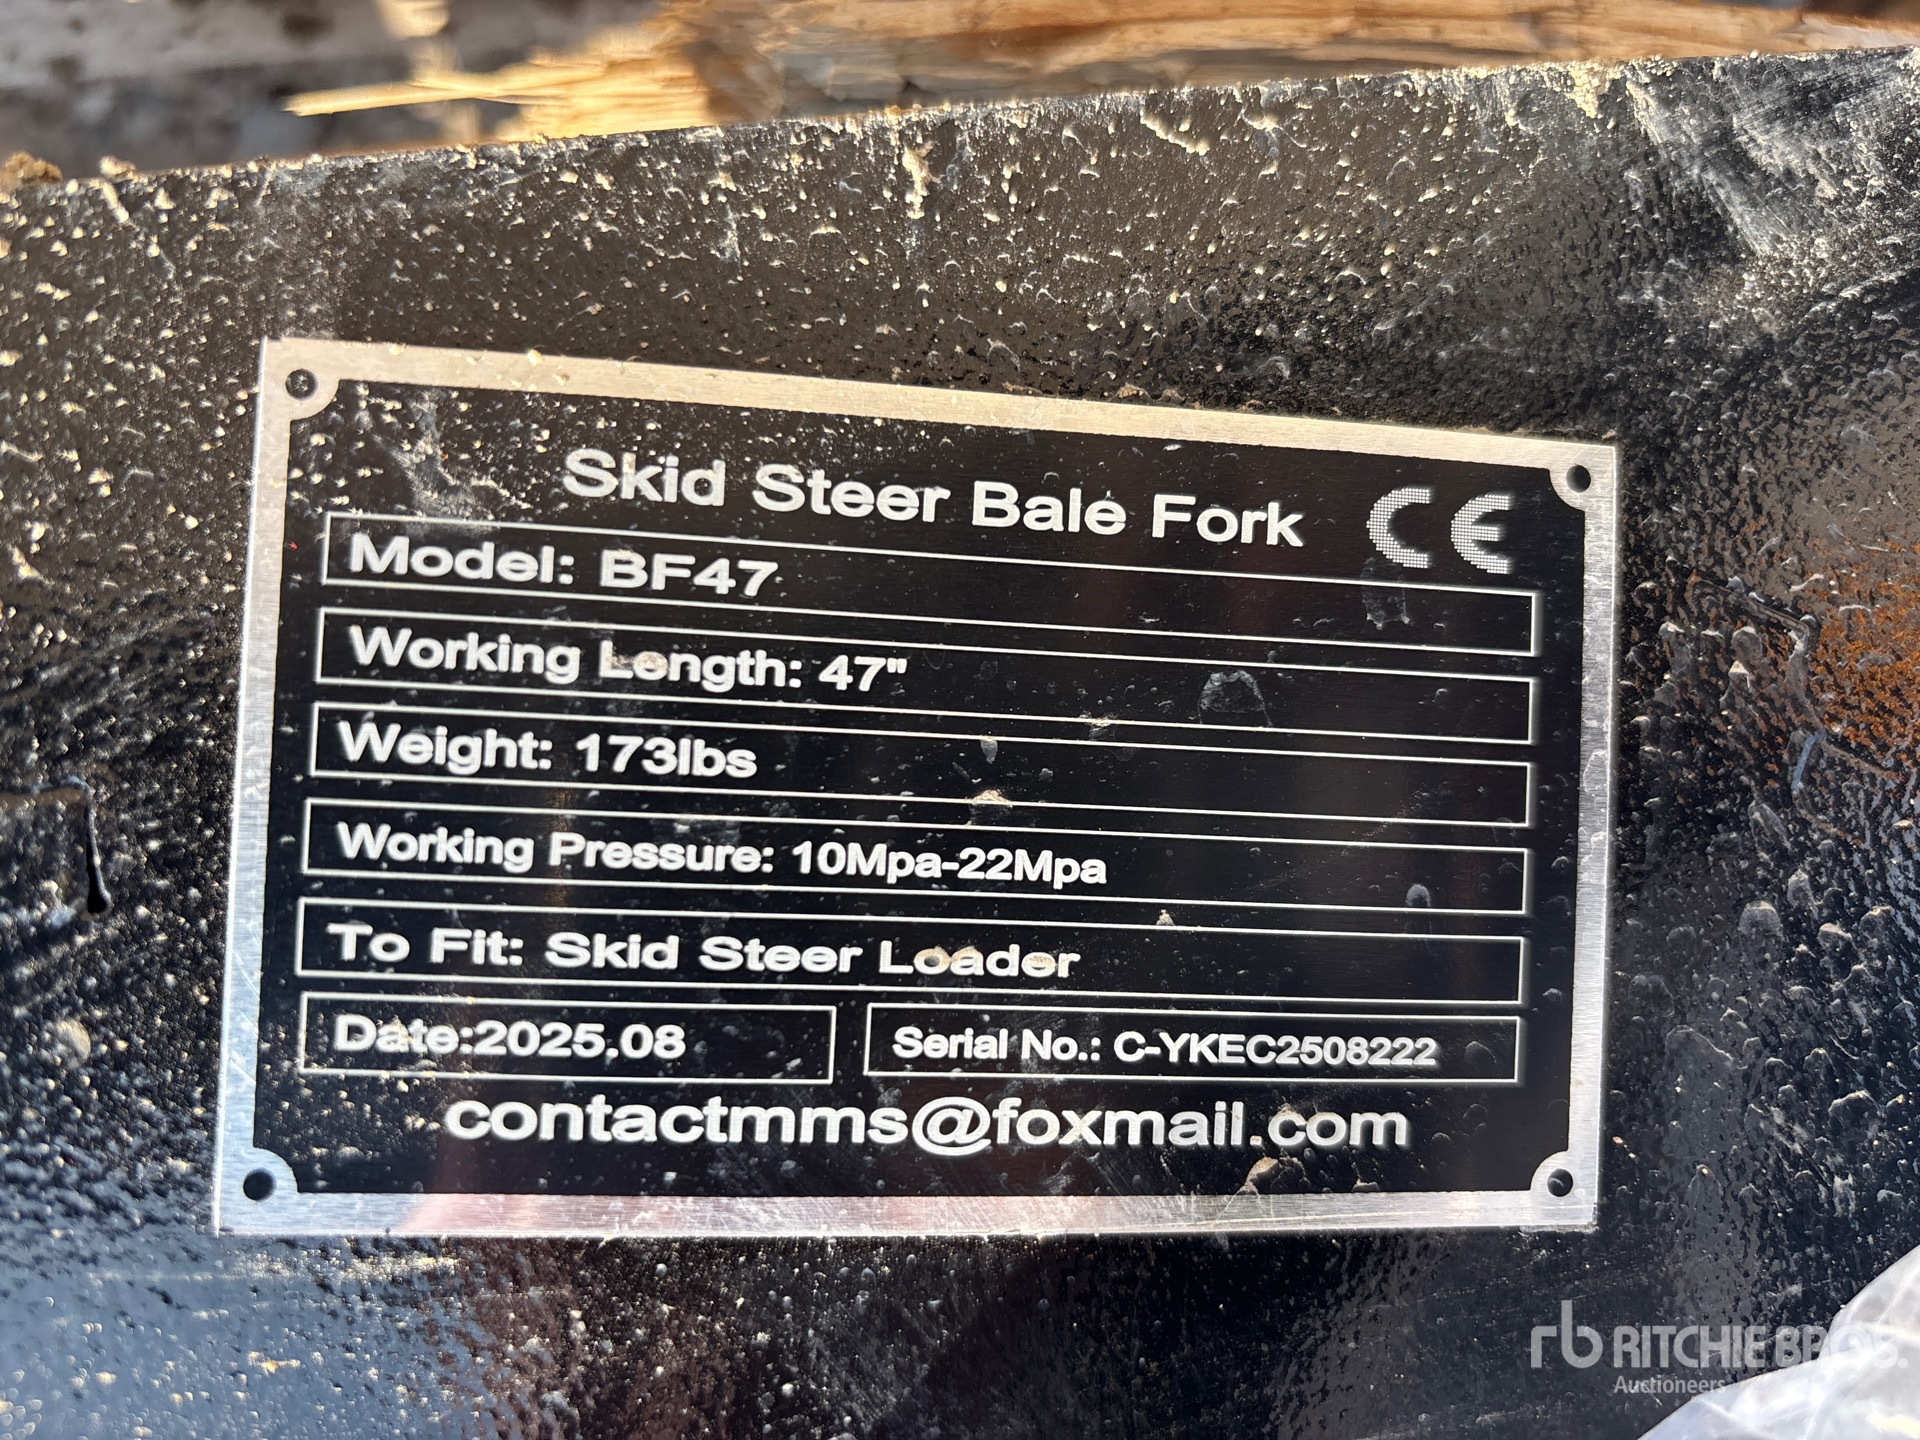 Skid Steer Bale Fork CE
Model: BF47
Working Length: 47"
Weight: 173lbs
Working Pressure: 10Mpa-22Mpa
To Fit: Skid Steer Loader
Date:2025.08 Serial No.: C-YKEC2508222
contactmms@foxmail.com
rb RITCHIE BROS.
Auctioneers